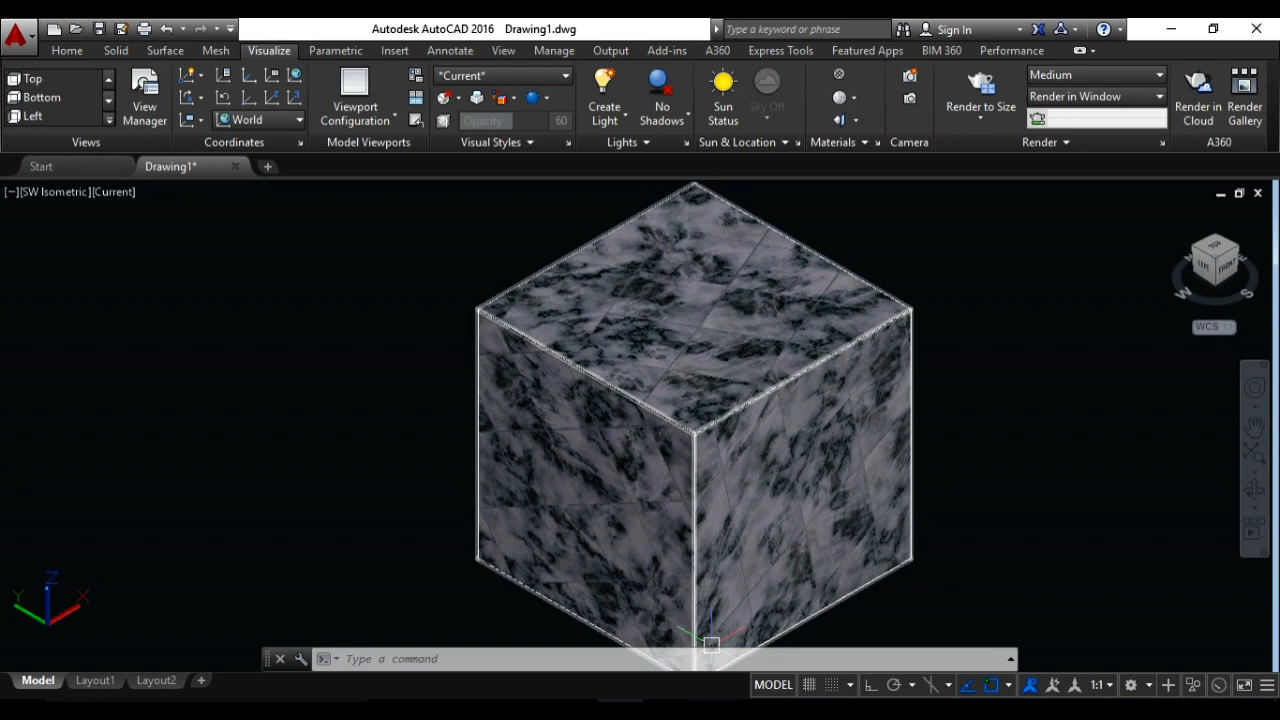 Autodesk AutoCAD 2016 Drawing1.dwg
Type a keyword or phrase
Sign In
Home Solid Surface Mesh Visualize Parametric Insert Annotate View Manage Output Add-ins A360 Express Tools Featured Apps BIM 360 Performance
Top
Bottom
Left
View
Manager
World
Viewport
Configuration
*Current*
Opacity 60
Create
Light
No
Shadows
Sun
Status
Sky Off
Render to Size
Medium
Render in Window
Render in
Cloud
Render
Gallery
Views Coordinates Model Viewports Visual Styles Lights Sun & Location Materials Camera Render A360
Start Drawing1*
[−][SW Isometric][Current]
TOP
LEFT FRONT
W S
WCS
Z
Y X
Type a command
Model Layout1 Layout2
MODEL 1:1